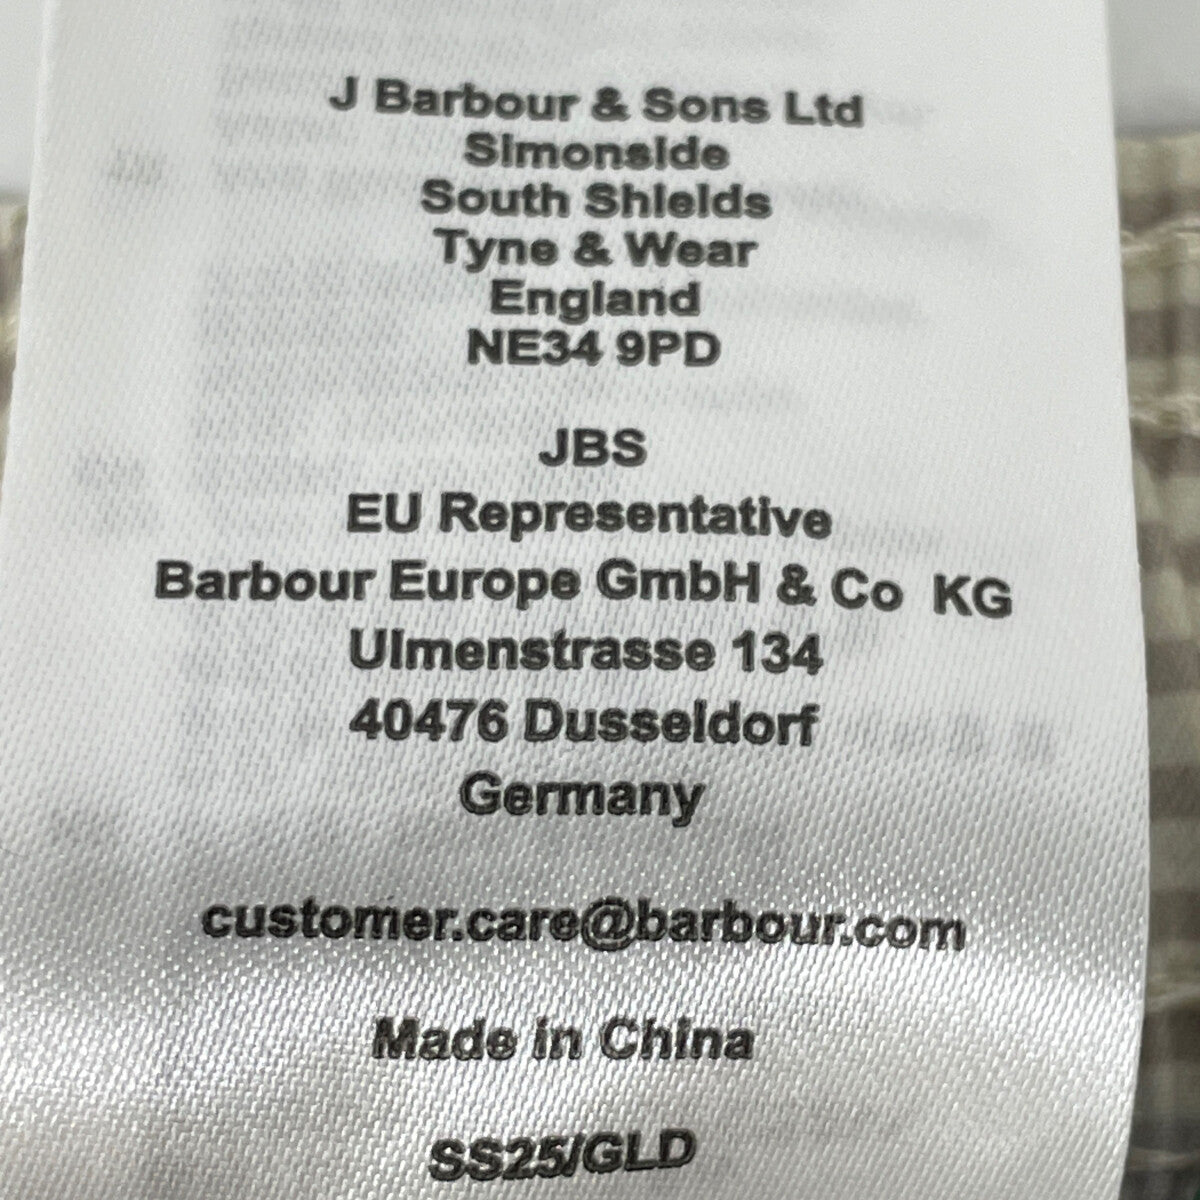 J Barbour & Sons Ltd
Simonside
South Shields
Tyne & Wear
England
NE34 9PD
JBS
EU Representative
Barbour Europe GmbH & Co KG
Ulmenstrasse 134
40476 Dusseldorf
Germany
customer.care@barbour.com
Made in China
SS25/GLD